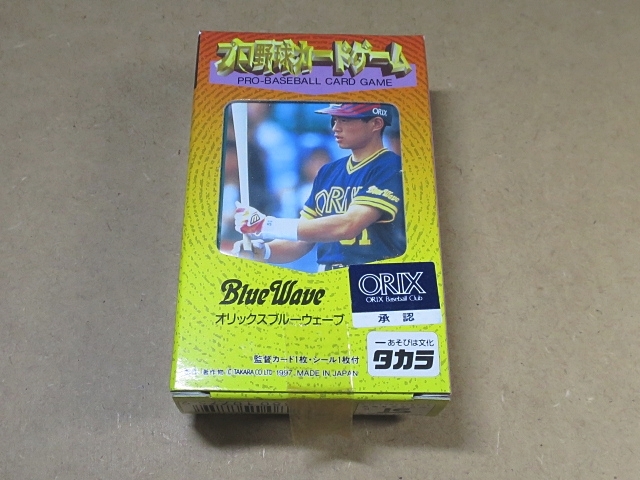 プロ野球カードゲーム
PRO-BASEBALL CARD GAME
ORIX
Blue Wave
ORIX
51
Blue Wave
オリックスブルーウェーブ
ORIX
ORIX Baseball Club
承認
監督カード1枚・シール1枚付
©TAKARA CO.,LTD. 1997 MADE IN JAPAN
ーあそびは文化
タカラ